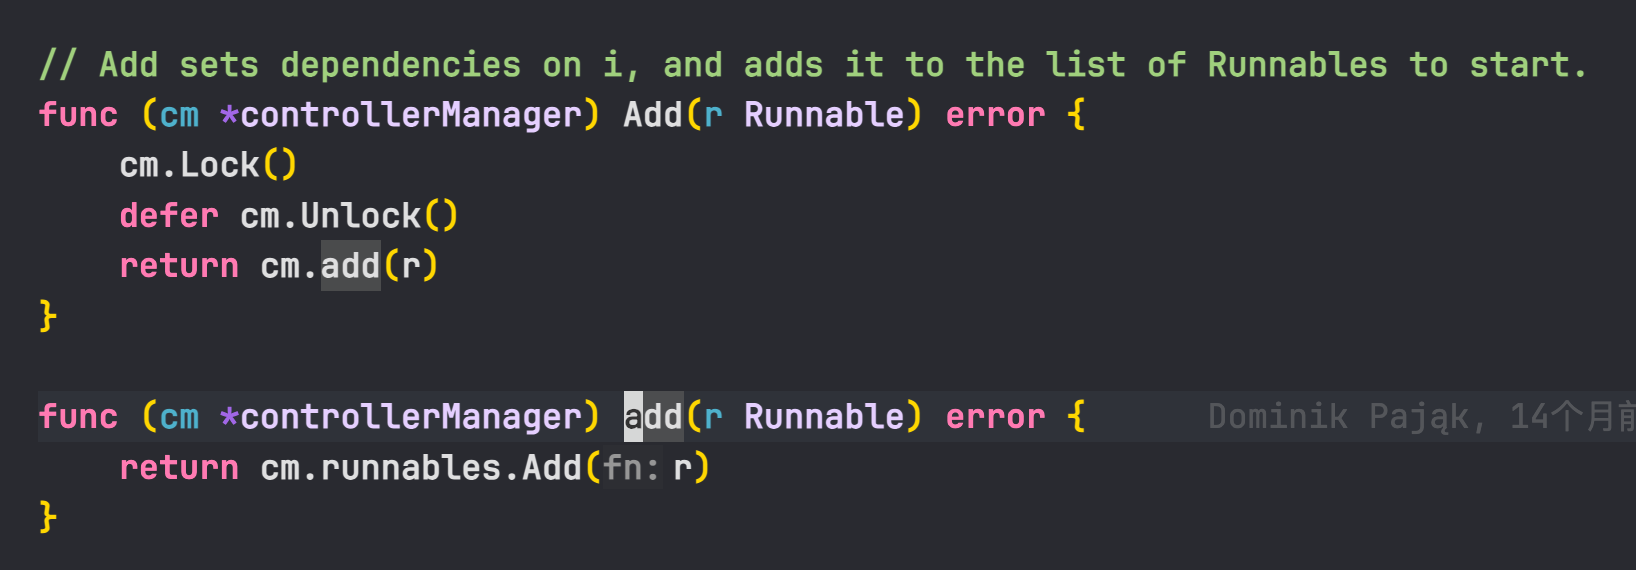 // Add sets dependencies on i, and adds it to the list of Runnables to start.
func (cm *controllerManager) Add(r Runnable) error {
    cm.Lock()
    defer cm.Unlock()
    return cm.add(r)
}
func (cm *controllerManager) add(r Runnable) error {    Dominik Pająk, 14个月前
    return cm.runnables.Add(fn: r)
}